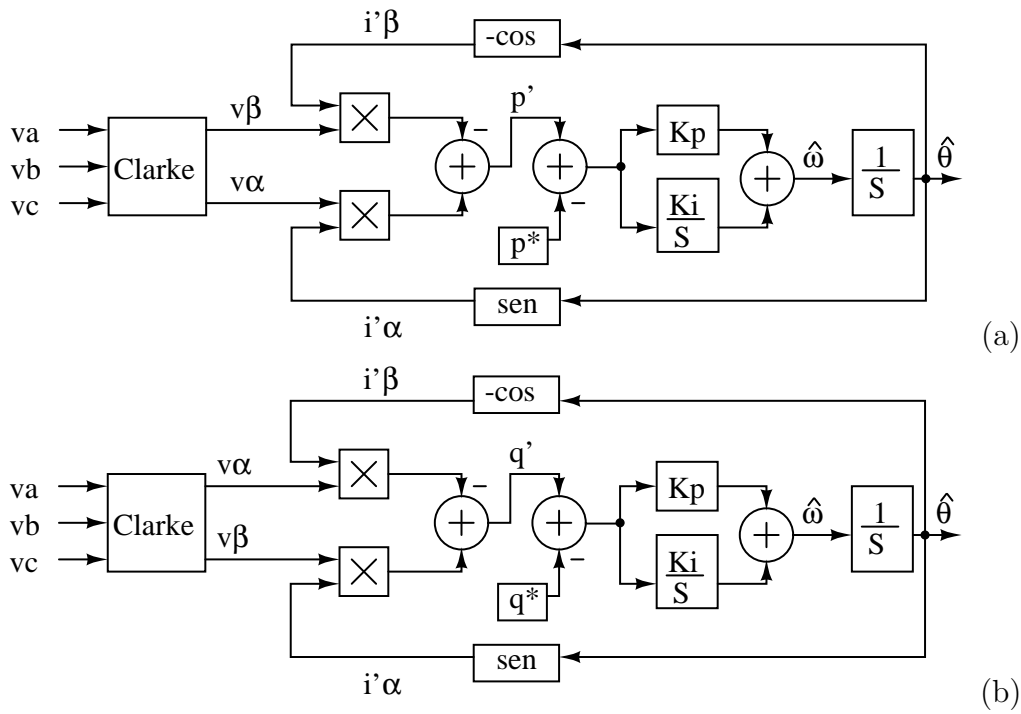 i'β
-cos
vβ
p'
va
vb
vc
Clarke
vα
Kp
ω̂
1
S
θ̂
Ki
S
p*
sen
i'α
(a)
i'β
-cos
vα
q'
va
vb
vc
Clarke
vβ
Kp
ω̂
1
S
θ̂
Ki
S
q*
sen
i'α
(b)